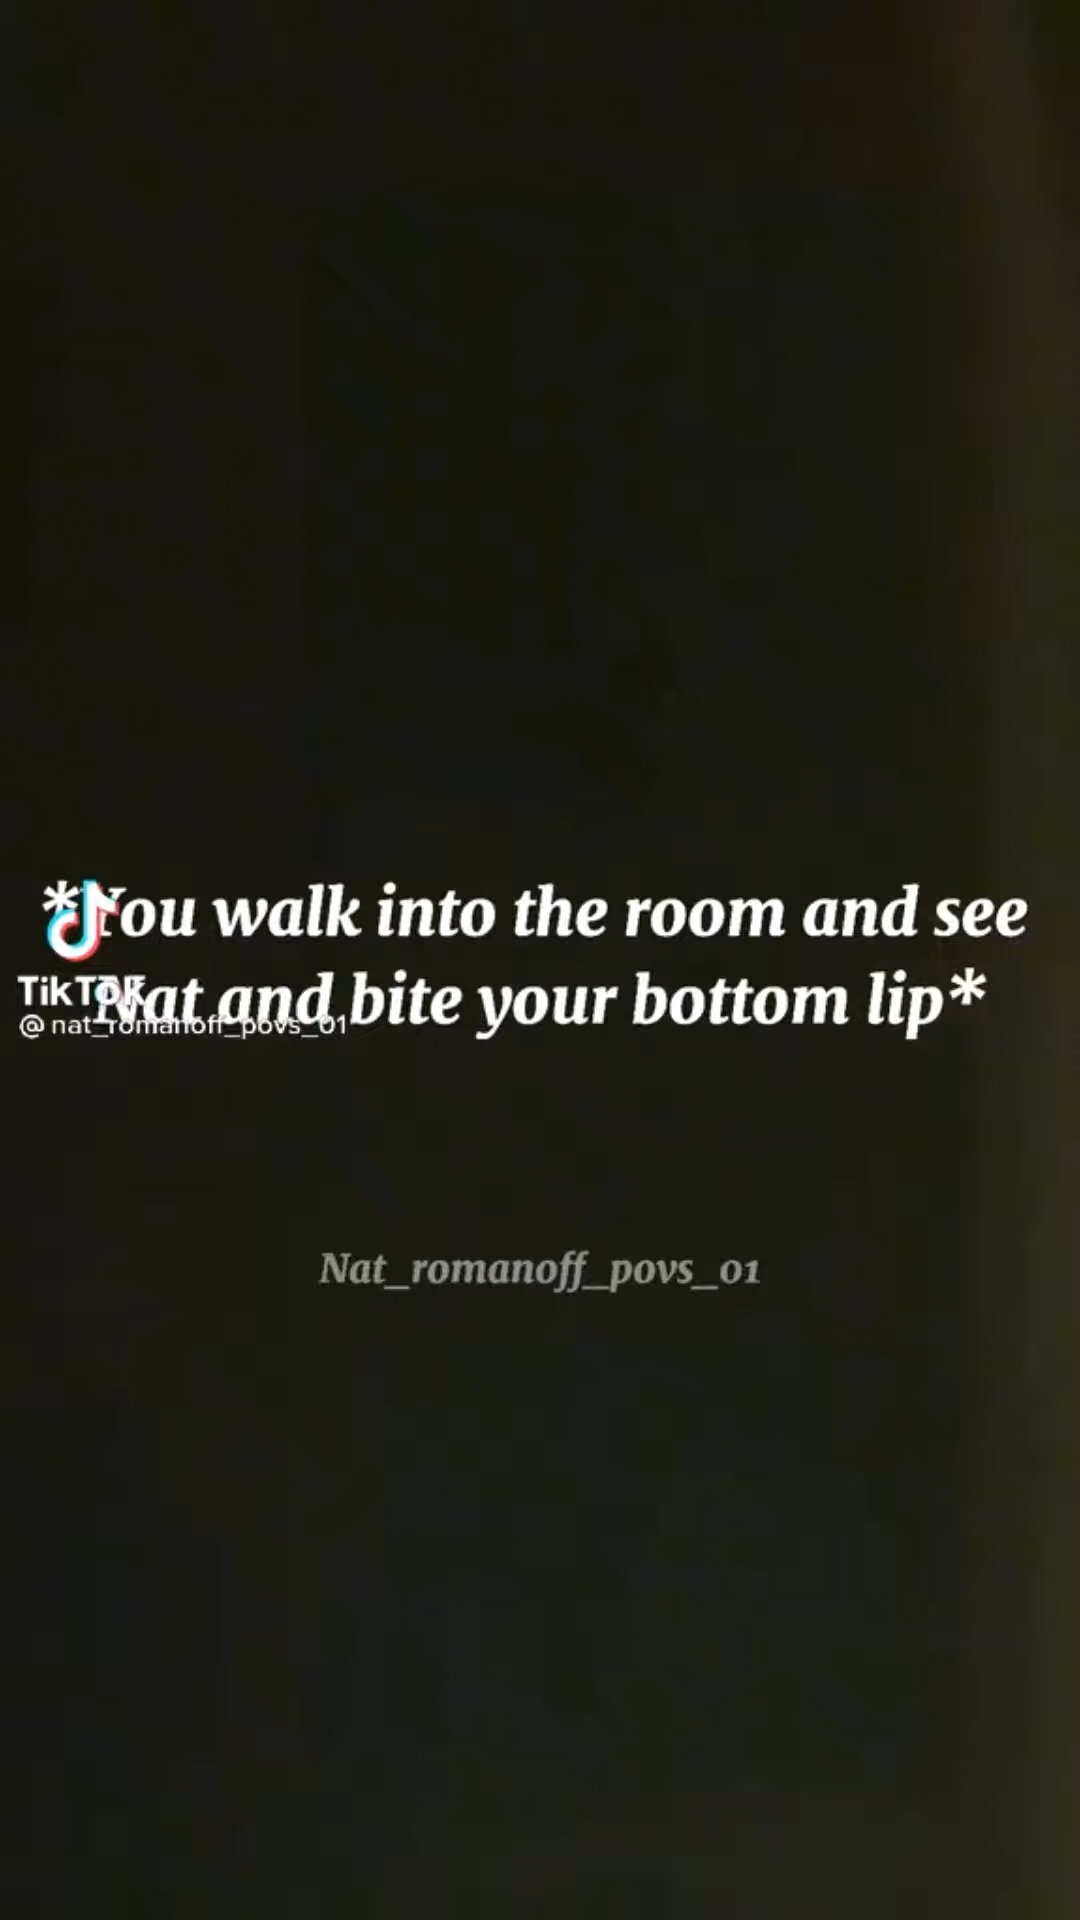 *You walk into the room and see
Nat and bite your bottom lip*
TikTok
@nat_romanoff_povs_01
Nat_romanoff_povs_01